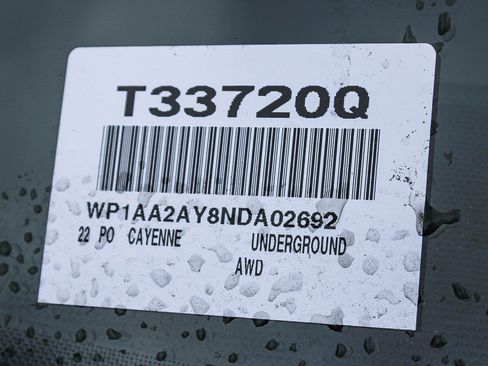 T33720Q
WP1AA2AY8NDA02692
22 PO CAYENNE UNDERGROUND
AWD